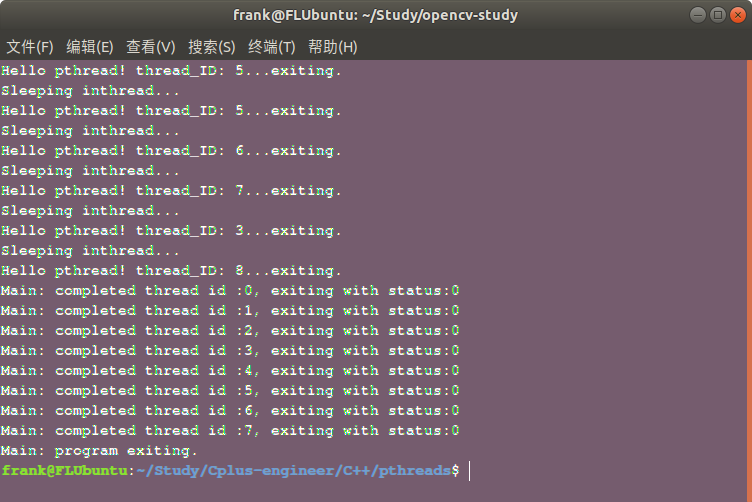 frank@FLUbuntu: ~/Study/opencv-study
文件(F) 编辑(E) 查看(V) 搜索(S) 终端(T) 帮助(H)
Hello pthread! thread_ID: 5...exiting.
Sleeping inthread...
Hello pthread! thread_ID: 5...exiting.
Sleeping inthread...
Hello pthread! thread_ID: 6...exiting.
Sleeping inthread...
Hello pthread! thread_ID: 7...exiting.
Sleeping inthread...
Hello pthread! thread_ID: 3...exiting.
Sleeping inthread...
Hello pthread! thread_ID: 8...exiting.
Main: completed thread id :0, exiting with status:0
Main: completed thread id :1, exiting with status:0
Main: completed thread id :2, exiting with status:0
Main: completed thread id :3, exiting with status:0
Main: completed thread id :4, exiting with status:0
Main: completed thread id :5, exiting with status:0
Main: completed thread id :6, exiting with status:0
Main: completed thread id :7, exiting with status:0
Main: program exiting.
frank@FLUbuntu:~/Study/Cplus-engineer/C++/pthreads$